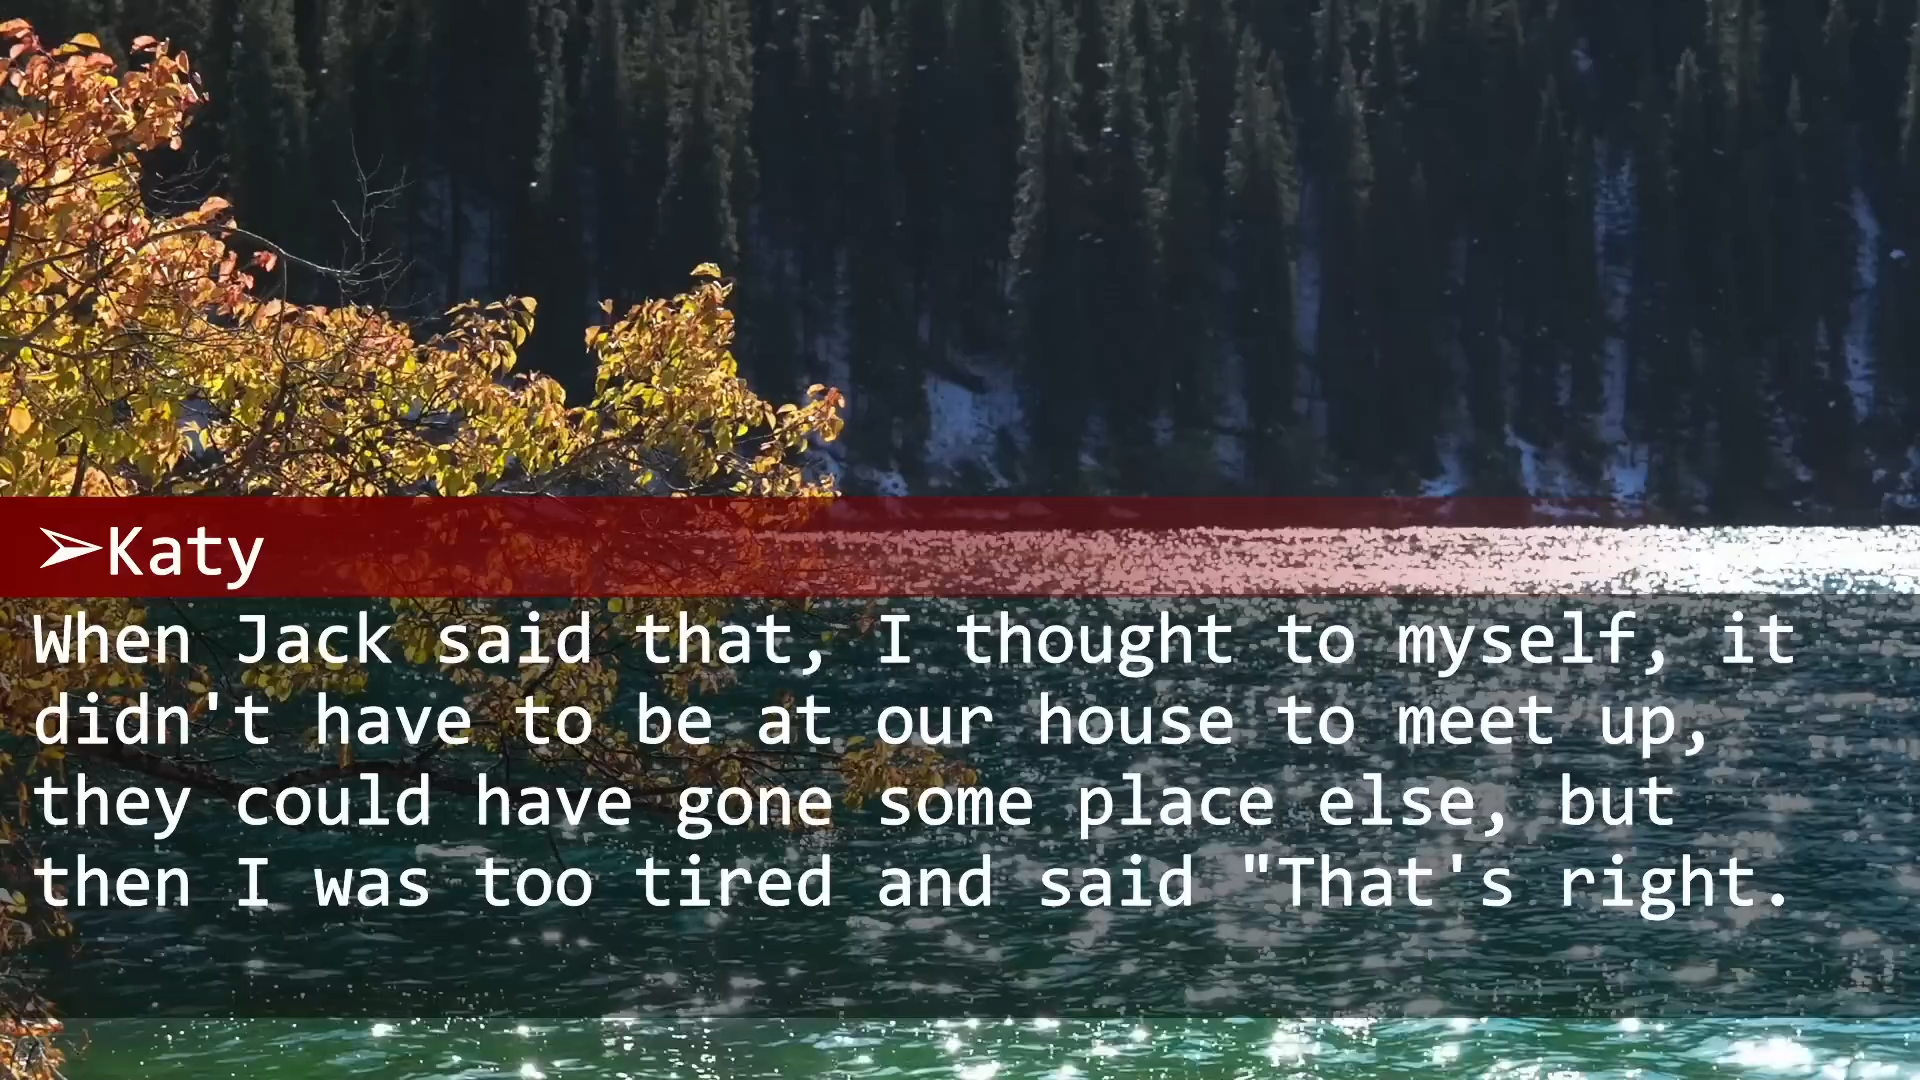 ➢Katy
When Jack said that, I thought to myself, it
didn't have to be at our house to meet up,
they could have gone some place else, but
then I was too tired and said "That's right.